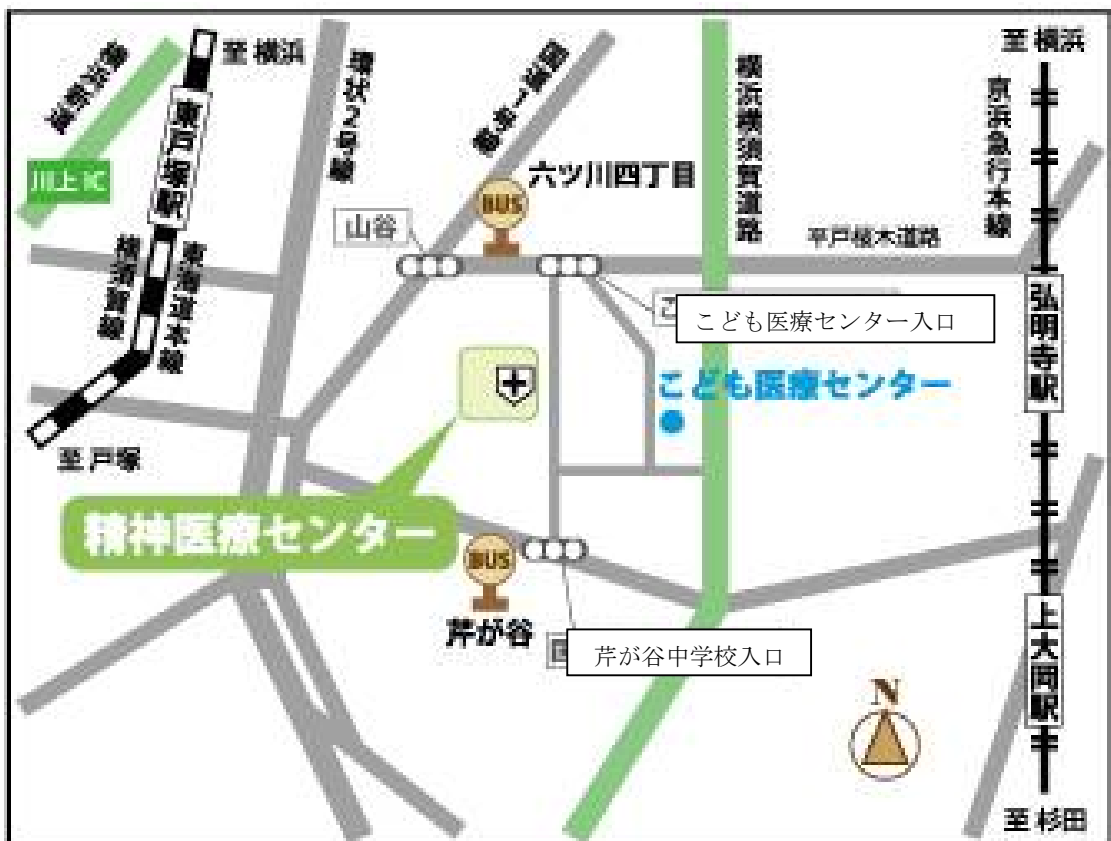 至 横浜
東戸塚駅
川上IC
横須賀線
東海道本線
至 戸塚
環状2号線
山谷
BUS
六ツ川四丁目
横浜横須賀道路
平戸桜木道路
こども医療センター入口
こども医療センター
精神医療センター
BUS
芹が谷
芹が谷中学校入口
至 横浜
京浜急行本線
弘明寺駅
上大岡駅
至 杉田
N